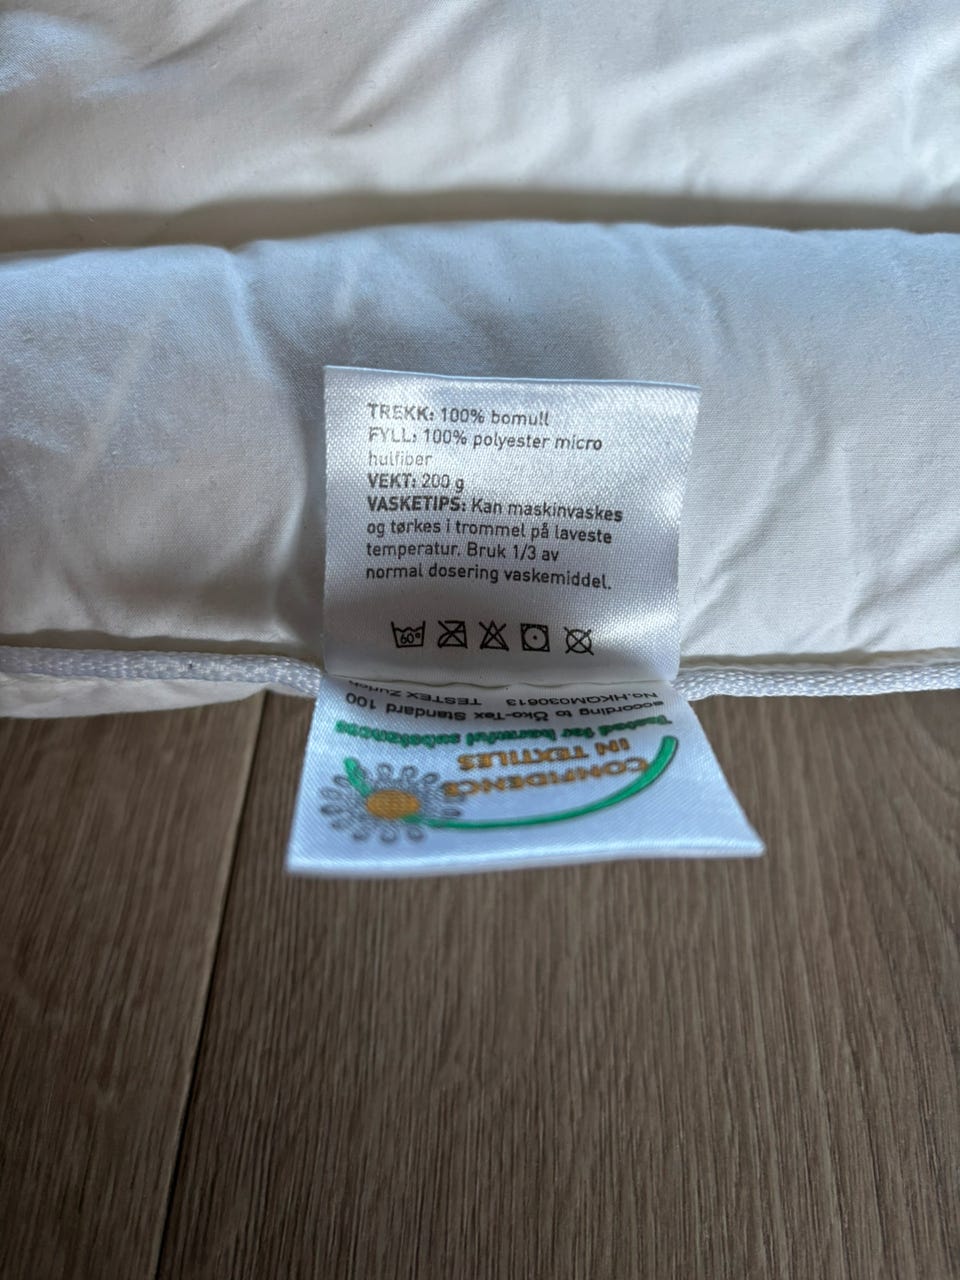 TREKK: 100% bomull
FYLL: 100% polyester micro
hulfiber
VEKT: 200 g
VASKETIPS: Kan maskinvaskes
og tørkes i trommel på laveste
temperatur. Bruk 1/3 av
normal dosering vaskemiddel.
60°
CONFIDENCE
IN TEXTILES
Tested for harmful substances
according to Öko-Tex Standard 100
No.HKQM030613 TESTEX Zürich